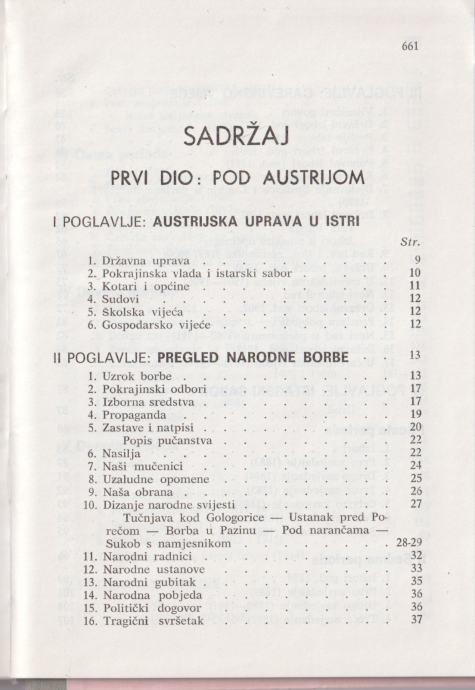 661
SADRŽAJ
PRVI DIO: POD AUSTRIJOM
I POGLAVLJE: AUSTRIJSKA UPRAVA U ISTRI
Str.
1. Državna uprava . . . . . . . . . . 9
2. Pokrajinska vlada i istarski sabor . . . . . 10
3. Kotari i općine . . . . . . . . . . 11
4. Sudovi . . . . . . . . . . . 12
5. Školska vijeća . . . . . . . . . . 12
6. Gospodarsko vijeće . . . . . . . . . 12
II POGLAVLJE: PREGLED NARODNE BORBE . . 13
1. Uzrok borbe . . . . . . . . . . 13
2. Pokrajinski odbori . . . . . . . . . 17
3. Izborna sredstva . . . . . . . . . . 17
4. Propaganda . . . . . . . . . . 19
5. Zastave i natpisi . . . . . . . . . 20
Popis pučanstva . . . . . . . . . 22
6. Nasilja . . . . . . . . . . . 22
7. Naši mučenici . . . . . . . . . . 24
8. Uzaludne opomene . . . . . . . . . 25
9. Naša obrana . . . . . . . . . . 26
10. Dizanje narodne svijesti . . . . . . . . 27
Tučnjava kod Gologorice — Ustanak pred Po-
rečom — Borba u Pazinu — Pod narančama —
Sukob s namjesnikom . . . . . . . . 28-29
11. Narodni radnici . . . . . . . . . . 32
12. Narodne ustanove . . . . . . . . . 33
13. Narodni gubitak . . . . . . . . . . 35
14. Narodna pobjeda . . . . . . . . . 36
15. Politički dogovor . . . . . . . . . 36
16. Tragični svršetak . . . . . . . . . 37